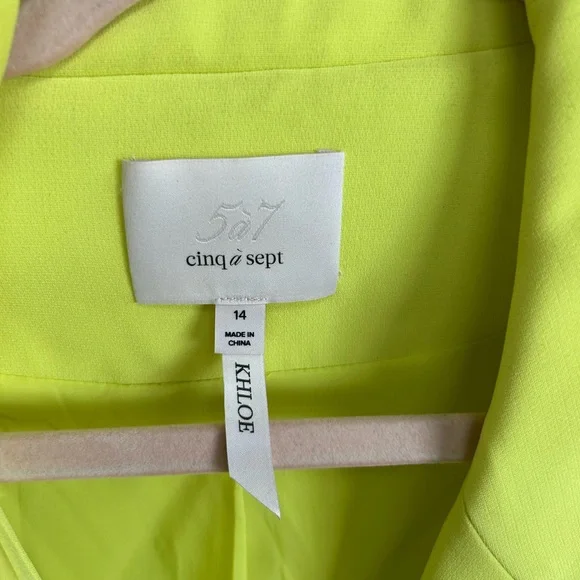 5à7
cinq à sept
14
MADE IN
CHINA
KHLOE